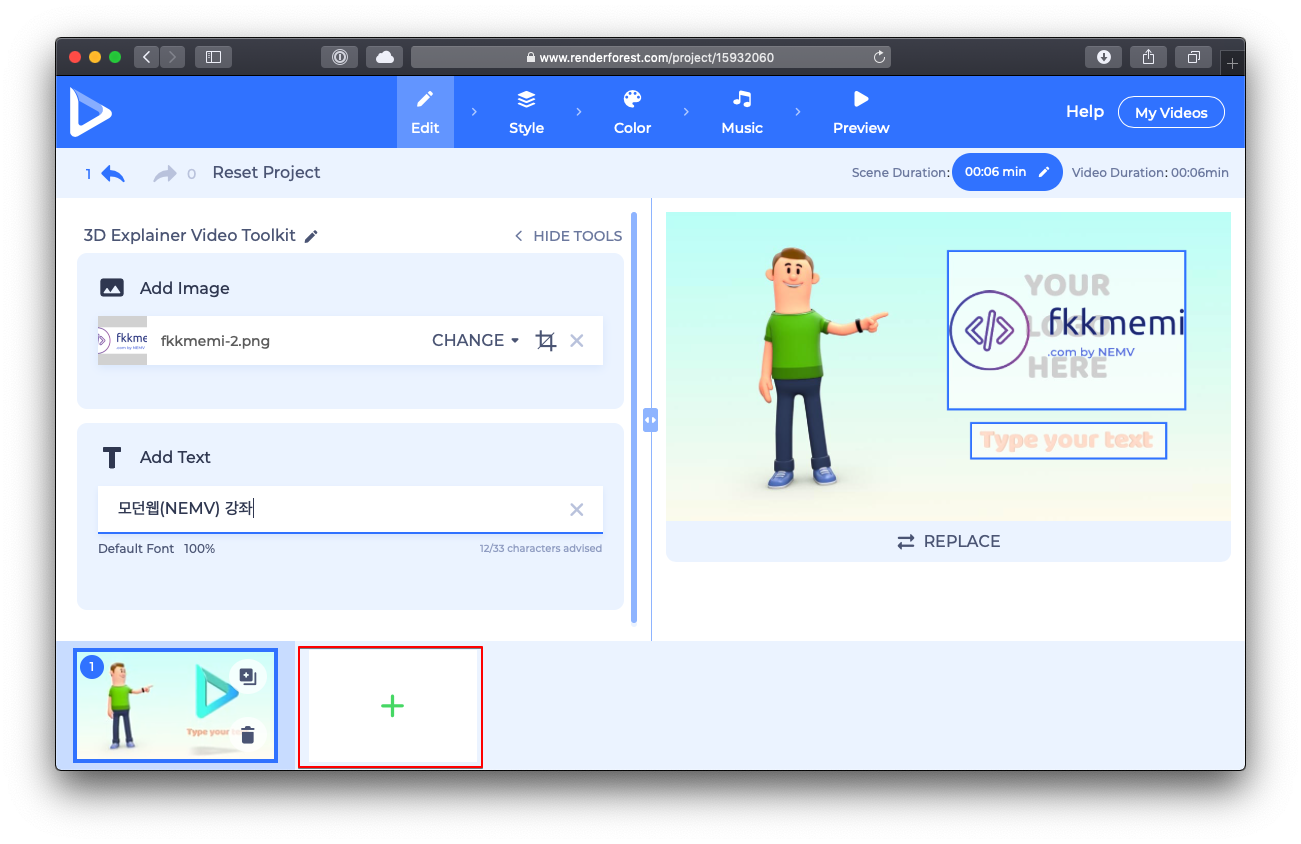 www.renderforest.com/project/15932060
Edit
Style
Color
Music
Preview
Help
My Videos
1
0
Reset Project
Scene Duration:
00:06 min
Video Duration: 00:06min
3D Explainer Video Toolkit
HIDE TOOLS
Add Image
fkkme
.com by NEMV
fkkmemi-2.png
CHANGE
Add Text
모던웹(NEMV) 강좌
Default Font 100%
12/33 characters advised
YOUR
LOGO
HERE
fkkmemi
.com by NEMV
Type your text
REPLACE
1
Type your